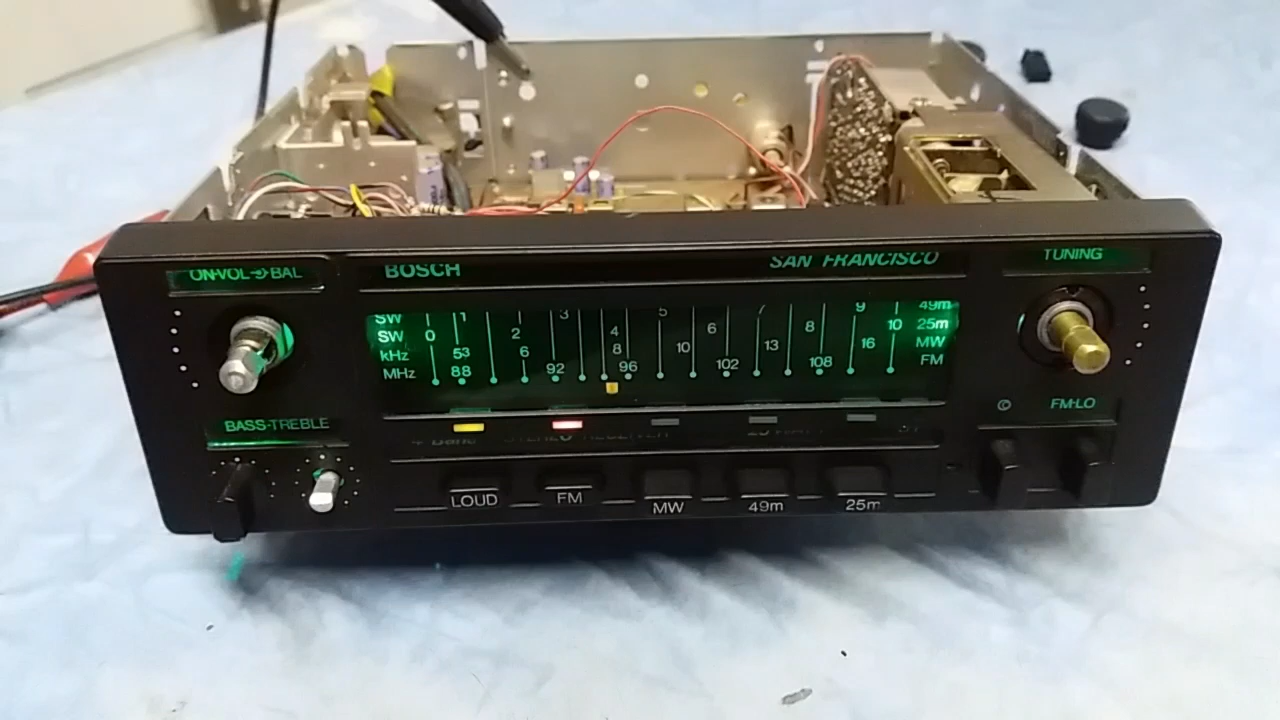 ON•VOL BAL
BOSCH
SAN FRANCISCO
TUNING
SW 1 3 5 7 9 49m
SW 0 2 4 6 8 10 25m
kHz 53 6 8 10 13 16 MW
MHz 88 92 96 102 108 FM
BASS•TREBLE
© FM•LO
STEREO RECEIVER
LOUD FM MW 49m 25m